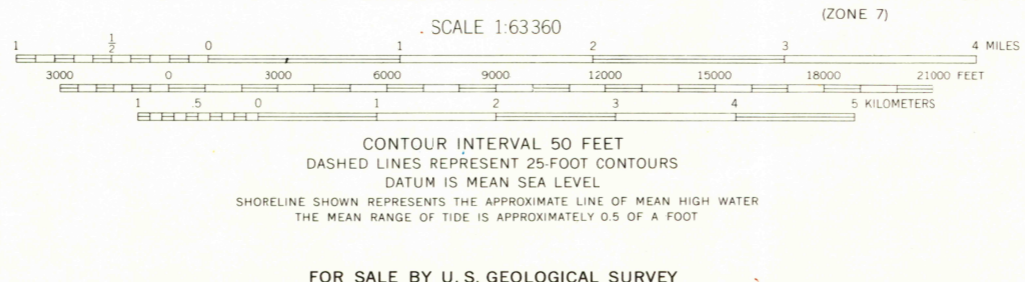 (ZONE 7)
SCALE 1:63360
1 1/2 0 1 2 3 4 MILES
3000 0 3000 6000 9000 12000 15000 18000 21000 FEET
1 .5 0 1 2 3 4 5 KILOMETERS
CONTOUR INTERVAL 50 FEET
DASHED LINES REPRESENT 25-FOOT CONTOURS
DATUM IS MEAN SEA LEVEL
SHORELINE SHOWN REPRESENTS THE APPROXIMATE LINE OF MEAN HIGH WATER
THE MEAN RANGE OF TIDE IS APPROXIMATELY 0.5 OF A FOOT
FOR SALE BY U. S. GEOLOGICAL SURVEY